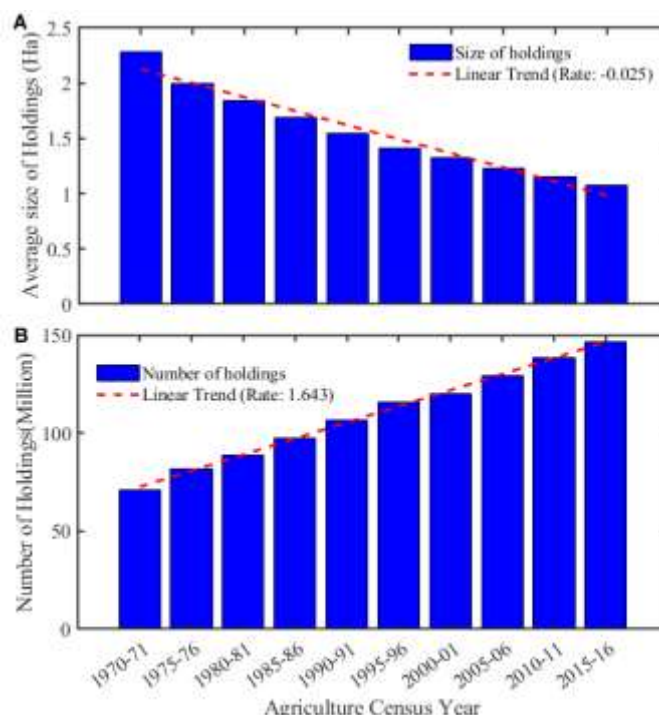 A
2.5
2
1.5
1
0.5
0
Average size of Holdings (Ha)
Size of holdings
Linear Trend (Rate: -0.025)
B
150
100
50
0
Number of Holdings(Million)
Number of holdings
Linear Trend (Rate: 1.643)
1970-71
1975-76
1980-81
1985-86
1990-91
1995-96
2000-01
2005-06
2010-11
2015-16
Agriculture Census Year